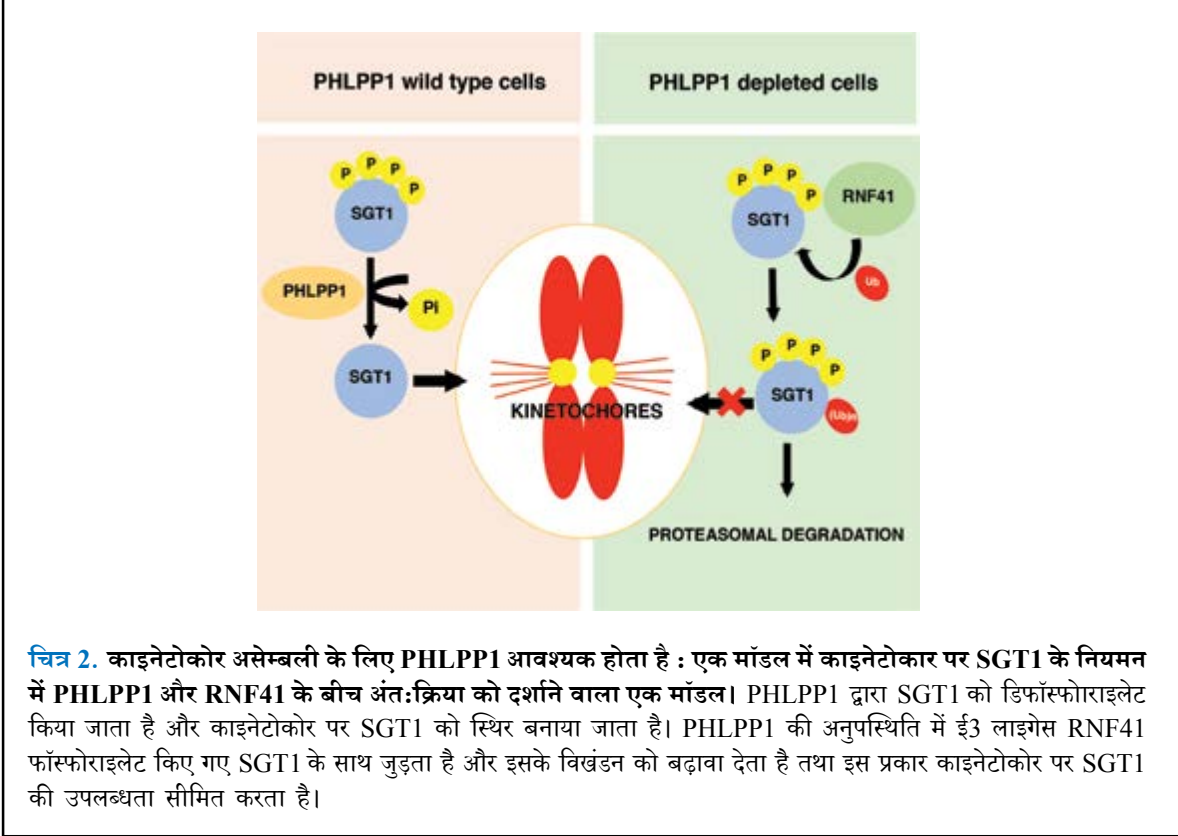 PHLPP1 wild type cells
PHLPP1 depleted cells
P P P P
SGT1
PHLPP1
Pi
SGT1
P P P P
SGT1
RNF41
Ub
P P P P
SGT1
(Ub)n
KINETOCHORES
PROTEASOMAL DEGRADATION
चित्र 2. काइनेटोकोर असेम्बली के लिए PHLPP1 आवश्यक होता है : एक मॉडल में काइनेटोकार पर SGT1 के नियमन
में PHLPP1 और RNF41 के बीच अंत:क्रिया को दर्शाने वाला एक मॉडल। PHLPP1 द्वारा SGT1 को डिफॉस्फोाराइलेट
किया जाता है और काइनेटोकोर पर SGT1 को स्थिर बनाया जाता है। PHLPP1 की अनुपस्थिति में ई3 लाइगेस RNF41
फॉस्फोराइलेट किए गए SGT1 के साथ जुड़ता है और इसके विखंडन को बढ़ावा देता है तथा इस प्रकार काइनेटोकोर पर SGT1
की उपलब्धता सीमित करता है।